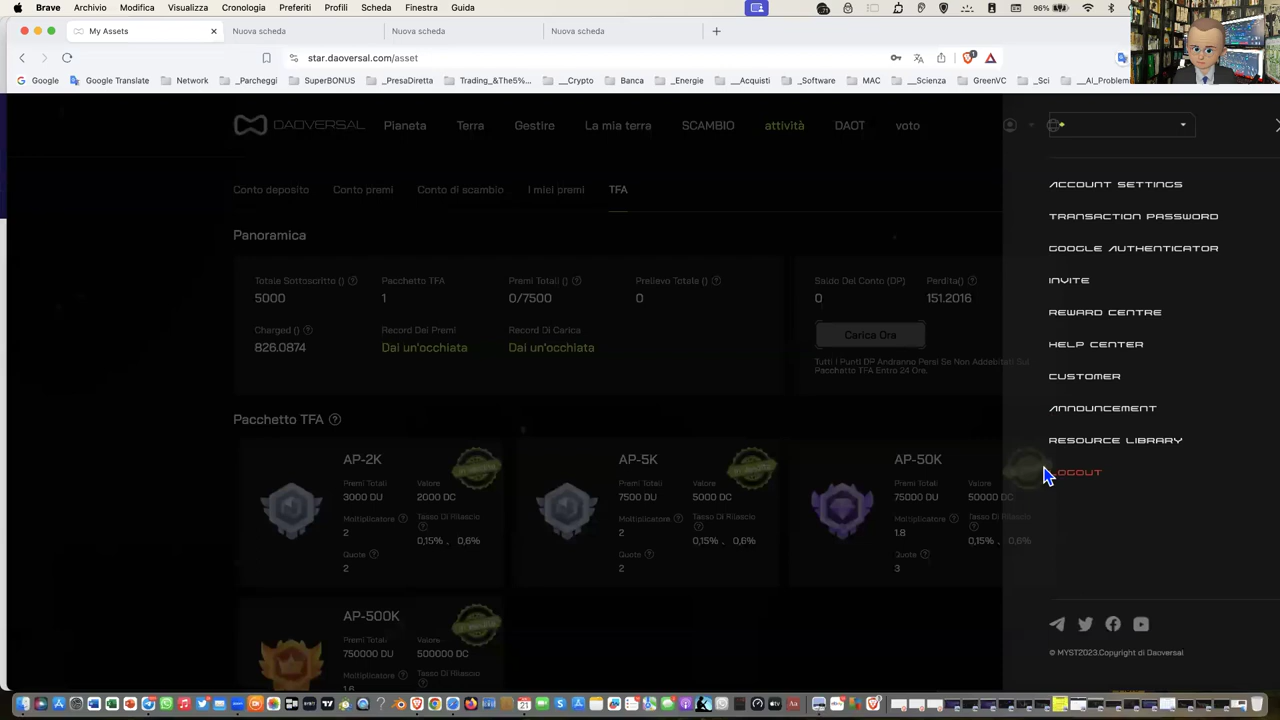 Brave Archivio Modifica Visualizza Cronologia Preferiti Profili Scheda Finestra Guida 96%
My Assets Nuova scheda Nuova scheda Nuova scheda
star.daoversal.com/asset
Google Google Translate Network _Parcheggi SuperBONUS _PresaDiretta Trading_&The5%... __Crypto Banca _Energie __Acquisti _Software MAC __Scienza GreenVC _Sci __AI_Problemi
DAOVERSAL Pianeta Terra Gestire La mia terra SCAMBIO attività DAOT voto
Conto deposito Conto premi Conto di scambio I miei premi TFA
Panoramica
Totale Sottoscritto () Pacchetto TFA Premi Totali () Prelievo Totale () Saldo Del Conto (DP) Perdita()
5000 1 0/7500 0 0 151.2016
Charged () Record Dei Premi Record Di Carica Carica Ora
826.0874 Dai un'occhiata Dai un'occhiata
Tutti I Punti DP Andranno Persi Se Non Addebitati Sul
Pacchetto TFA Entro 24 Ore.
Pacchetto TFA
AP-2K
Premi Totali Valore
3000 DU 2000 DC
Moltiplicatore Tasso Di Rilascio
2 0,15% 、 0,6%
Quote
2
AP-5K
Premi Totali Valore
7500 DU 5000 DC
Moltiplicatore Tasso Di Rilascio
2 0,15% 、 0,6%
Quote
2
AP-50K
Premi Totali Valore
75000 DU 50000 DC
Moltiplicatore Tasso Di Rilascio
1.8 0,15% 、 0,6%
Quote
3
AP-500K
Premi Totali Valore
750000 DU 500000 DC
Moltiplicatore Tasso Di Rilascio
1.6
ACCOUNT SETTINGS
TRANSACTION PASSWORD
GOOGLE AUTHENTICATOR
INVITE
REWARD CENTRE
HELP CENTER
CUSTOMER
ANNOUNCEMENT
RESOURCE LIBRARY
LOGOUT
© MYST2023.Copyright di Daoversal